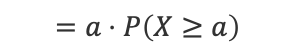 = a · P(X ≥ a)